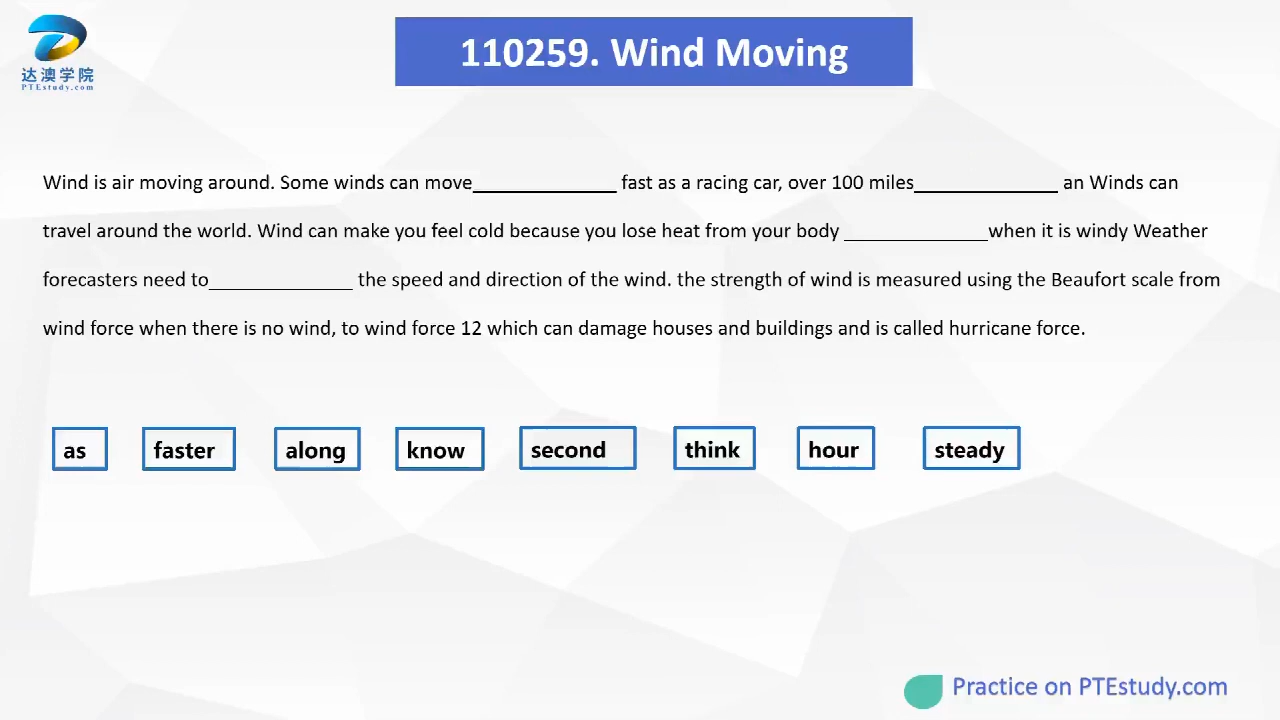 达澳学院
PTEstudy.com
110259. Wind Moving
Wind is air moving around. Some winds can move_____________ fast as a racing car, over 100 miles_____________ an Winds can
travel around the world. Wind can make you feel cold because you lose heat from your body _____________when it is windy Weather
forecasters need to_____________ the speed and direction of the wind. the strength of wind is measured using the Beaufort scale from
wind force when there is no wind, to wind force 12 which can damage houses and buildings and is called hurricane force.
as faster along know second think hour steady
Practice on PTEstudy.com